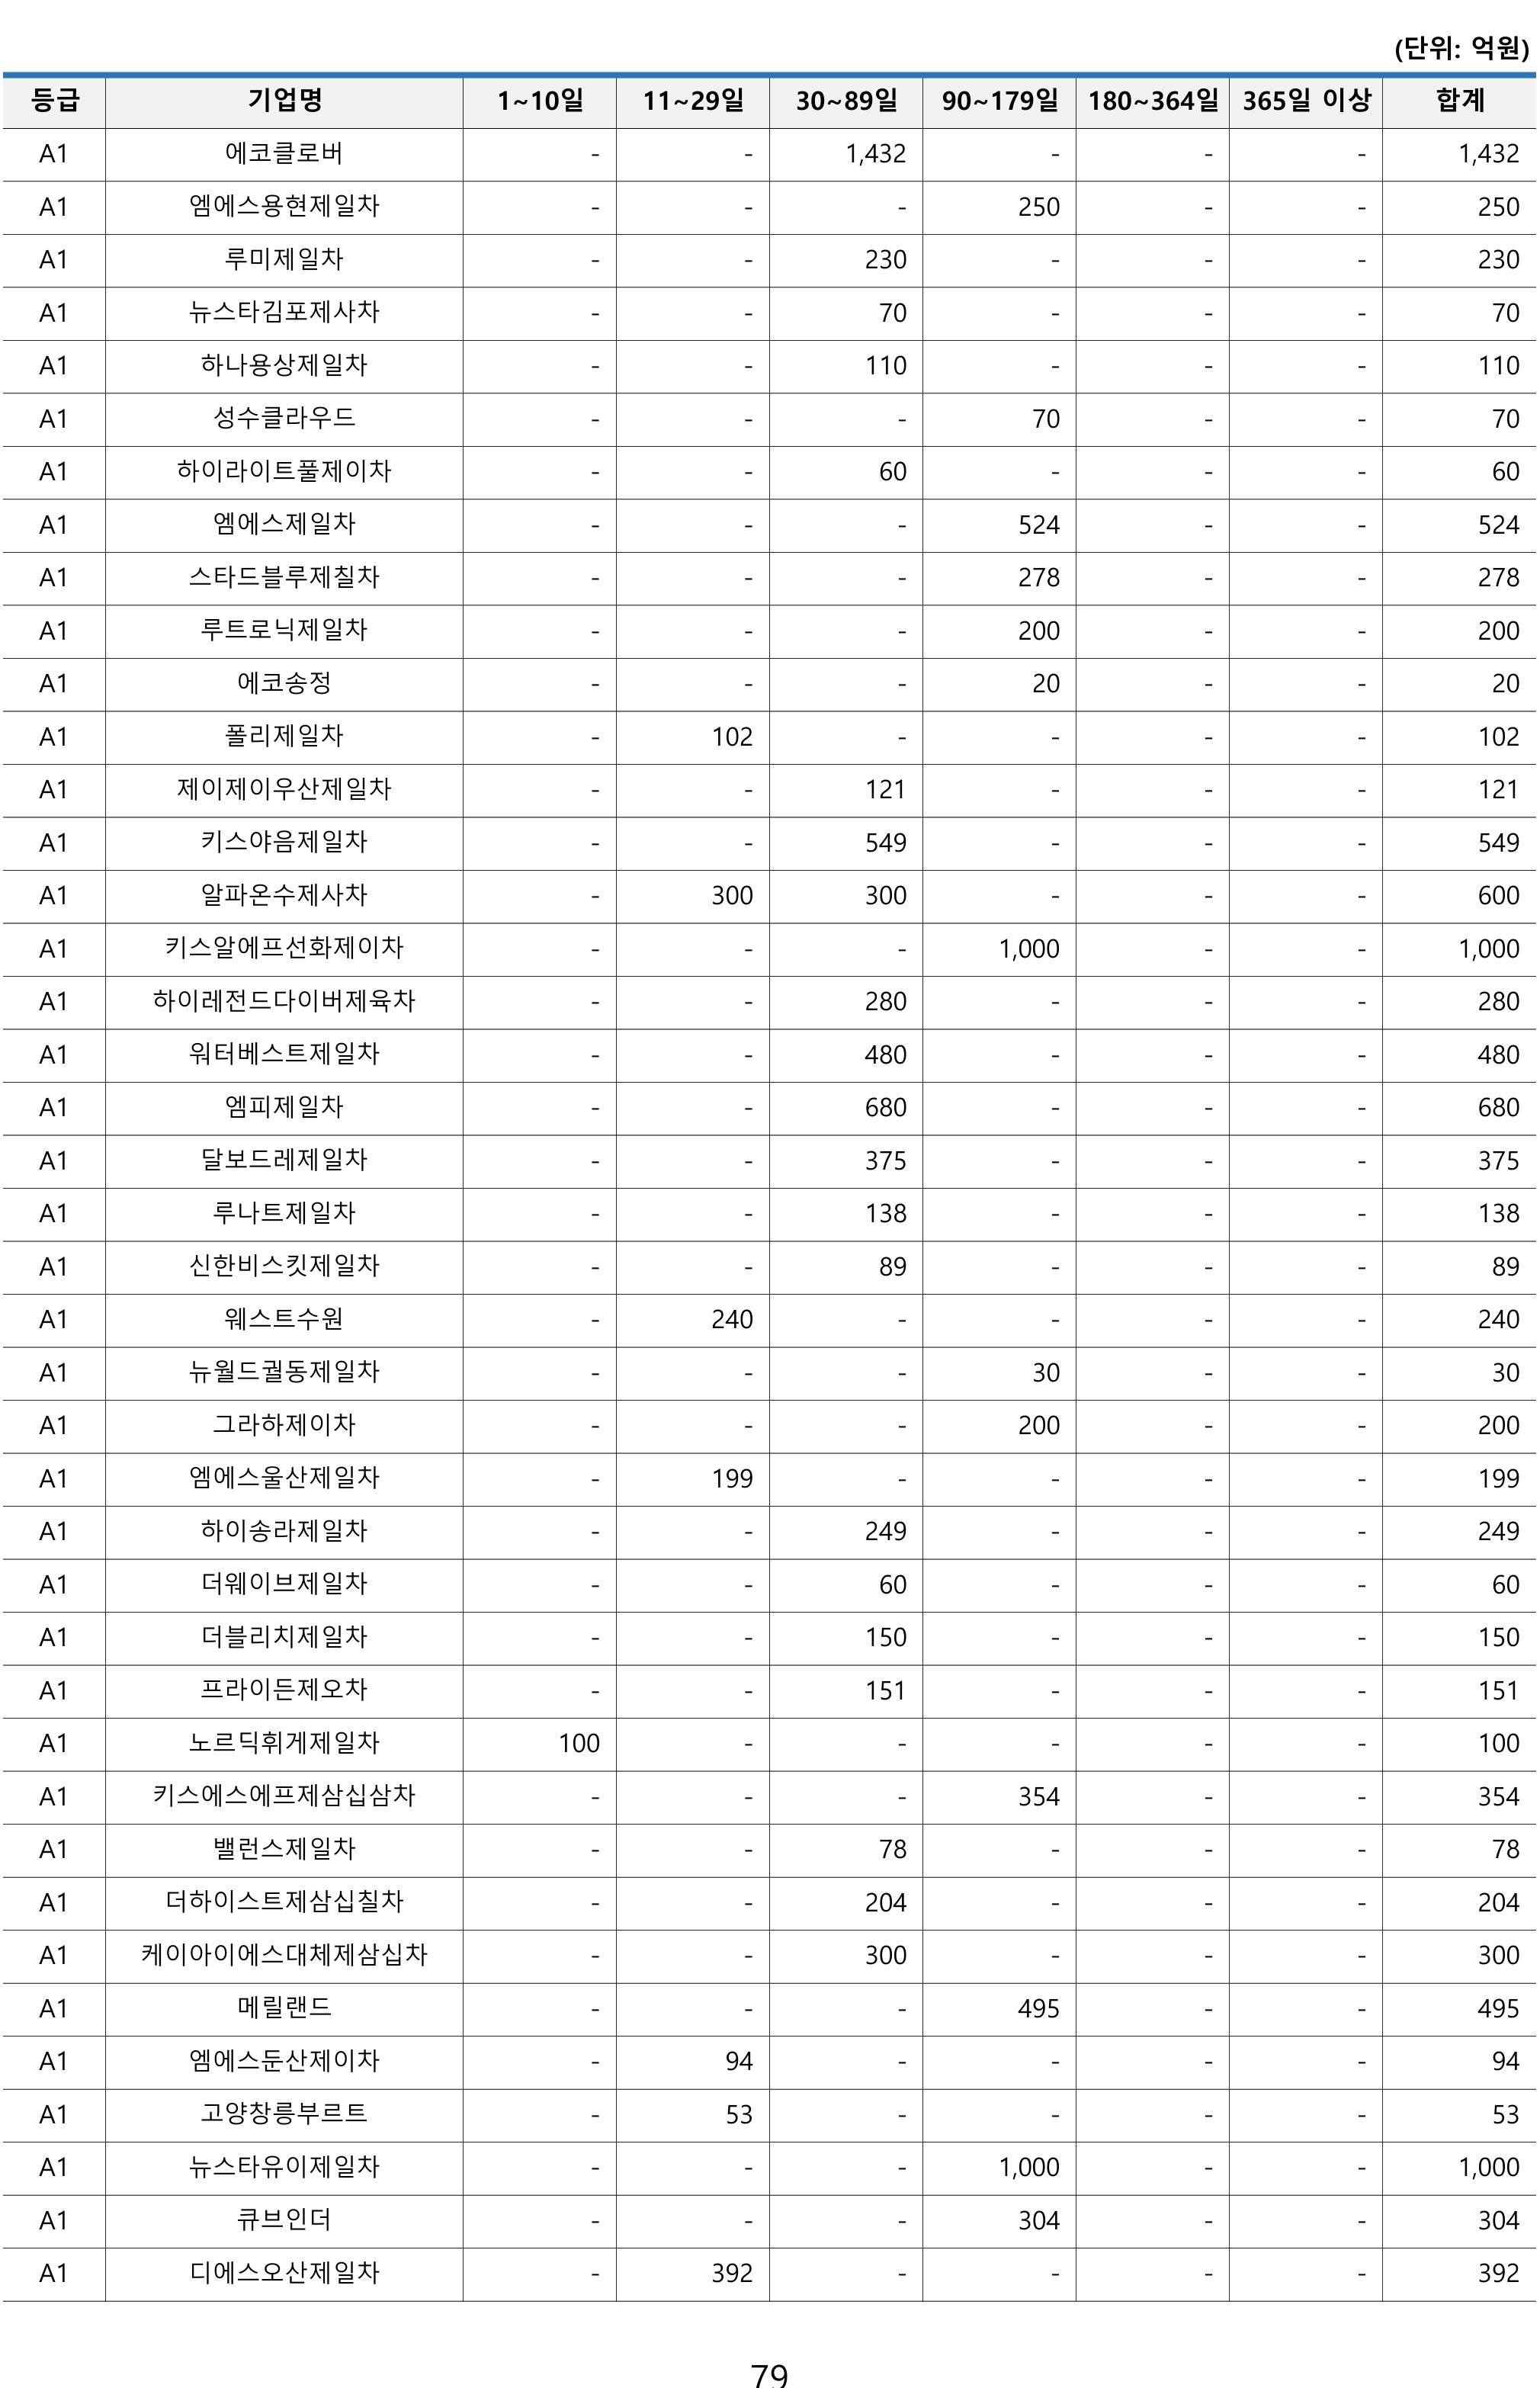 (단위: 억원)
등급 기업명 1~10일 11~29일 30~89일 90~179일 180~364일 365일 이상 합계
A1 에코클로버 - - 1,432 - - - 1,432
A1 엠에스용현제일차 - - - 250 - - 250
A1 루미제일차 - - 230 - - - 230
A1 뉴스타김포제사차 - - 70 - - - 70
A1 하나용상제일차 - - 110 - - - 110
A1 성수클라우드 - - - 70 - - 70
A1 하이라이트풀제이차 - - 60 - - - 60
A1 엠에스제일차 - - - 524 - - 524
A1 스타드블루제칠차 - - - 278 - - 278
A1 루트로닉제일차 - - - 200 - - 200
A1 에코송정 - - - 20 - - 20
A1 폴리제일차 - 102 - - - - 102
A1 제이제이우산제일차 - - 121 - - - 121
A1 키스야음제일차 - - 549 - - - 549
A1 알파온수제사차 - 300 300 - - - 600
A1 키스알에프선화제이차 - - - 1,000 - - 1,000
A1 하이레전드다이버제육차 - - 280 - - - 280
A1 워터베스트제일차 - - 480 - - - 480
A1 엠피제일차 - - 680 - - - 680
A1 달보드레제일차 - - 375 - - - 375
A1 루나트제일차 - - 138 - - - 138
A1 신한비스킷제일차 - - 89 - - - 89
A1 웨스트수원 - 240 - - - - 240
A1 뉴월드궐동제일차 - - - 30 - - 30
A1 그라하제이차 - - - 200 - - 200
A1 엠에스울산제일차 - 199 - - - - 199
A1 하이송라제일차 - - 249 - - - 249
A1 더웨이브제일차 - - 60 - - - 60
A1 더블리치제일차 - - 150 - - - 150
A1 프라이든제오차 - - 151 - - - 151
A1 노르딕휘게제일차 100 - - - - - 100
A1 키스에스에프제삼십삼차 - - - 354 - - 354
A1 밸런스제일차 - - 78 - - - 78
A1 더하이스트제삼십칠차 - - 204 - - - 204
A1 케이아이에스대체제삼십차 - - 300 - - - 300
A1 메릴랜드 - - - 495 - - 495
A1 엠에스둔산제이차 - 94 - - - - 94
A1 고양창릉부르트 - 53 - - - - 53
A1 뉴스타유이제일차 - - - 1,000 - - 1,000
A1 큐브인더 - - - 304 - - 304
A1 디에스오산제일차 - 392 - - - - 392
79